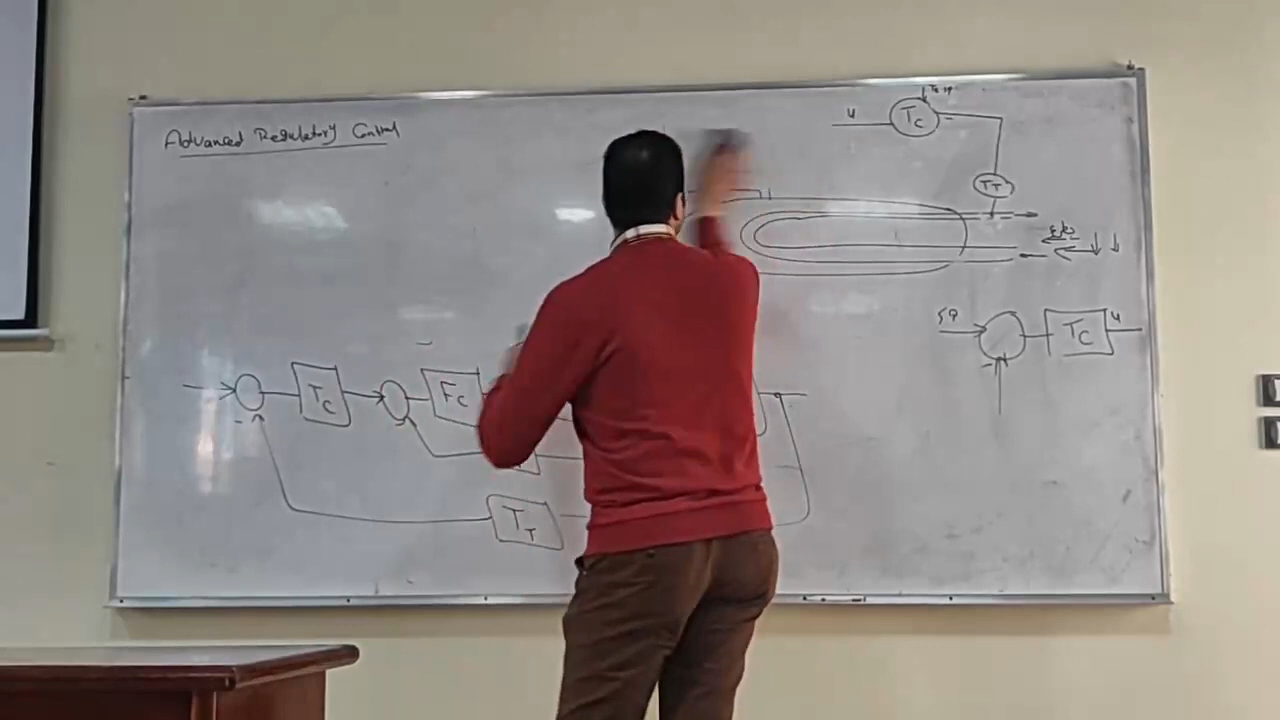 Advanced Regulatory Control
u
TC
TT
SP
TC
u
TC
FC
TT